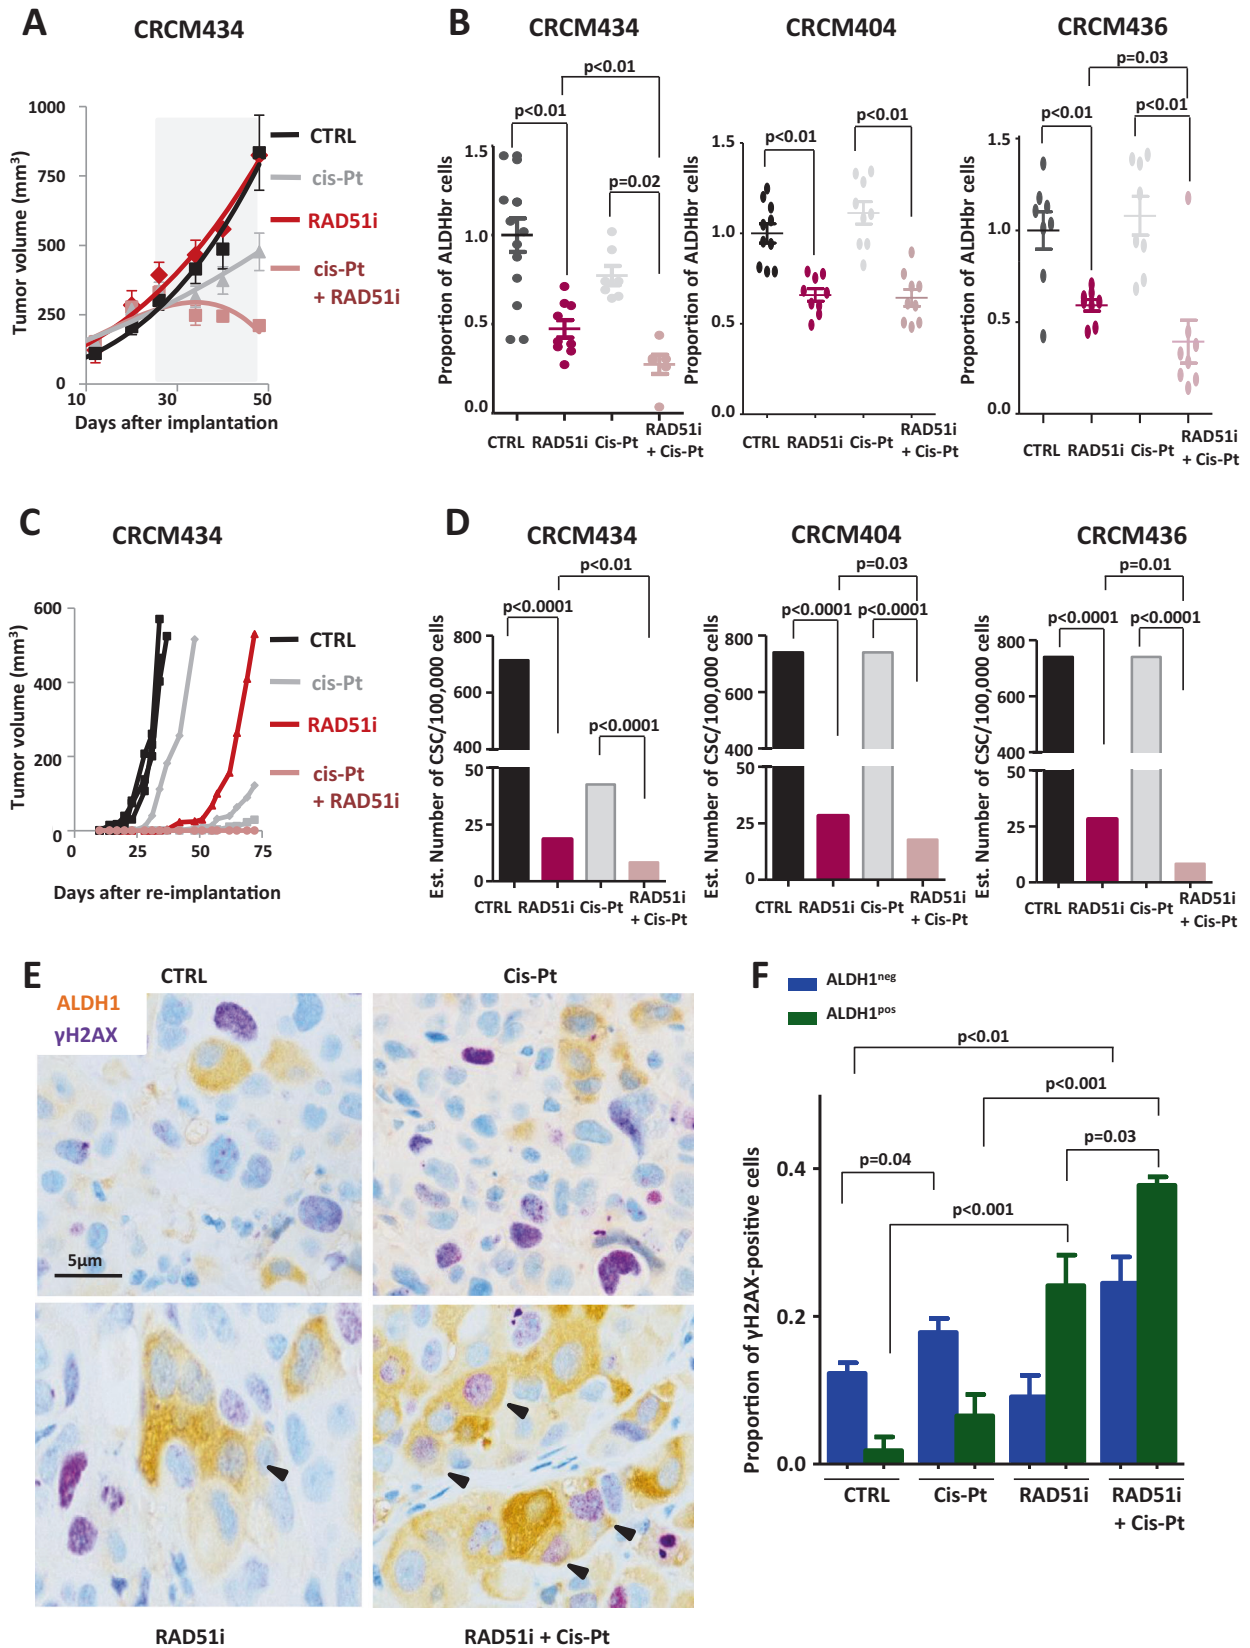 A
CRCM434
Tumor volume (mm³)
1000
750
500
250
0
10
30
50
Days after implantation
CTRL
cis-Pt
RAD51i
cis-Pt
+ RAD51i
B
CRCM434
p<0.01
p<0.01
p=0.02
Proportion of ALDHbr cells
1.5
1.0
0.5
0.0
CTRL RAD51i Cis-Pt RAD51i
+ Cis-Pt
CRCM404
p<0.01
p<0.01
Proportion of ALDHbr cells
1.5
1.0
0.5
0.0
CTRL RAD51i Cis-Pt RAD51i
+ Cis-Pt
CRCM436
p=0.03
p<0.01
p<0.01
Proportion of ALDHbr cells
1.5
1.0
0.5
0.0
CTRL RAD51i Cis-Pt RAD51i
+ Cis-Pt
C
CRCM434
Tumor volume (mm³)
600
400
200
0
0
25
50
75
Days after re-implantation
CTRL
cis-Pt
RAD51i
cis-Pt
+ RAD51i
D
CRCM434
p<0.01
p<0.0001
p<0.0001
Est. Number of CSC/100,000 cells
800
600
400
50
25
0
CTRL RAD51i Cis-Pt RAD51i
+ Cis-Pt
CRCM404
p=0.03
p<0.0001 p<0.0001
Est. Number of CSC/100,000 cells
800
600
400
50
25
0
CTRL RAD51i Cis-Pt RAD51i
+ Cis-Pt
CRCM436
p=0.01
p<0.0001 p<0.0001
Est. Number of CSC/100,000 cells
800
600
400
50
25
0
CTRL RAD51i Cis-Pt RAD51i
+ Cis-Pt
E
CTRL
Cis-Pt
ALDH1
γH2AX
5μm
RAD51i
RAD51i + Cis-Pt
F
ALDH1neg
ALDH1pos
p<0.01
p<0.001
p=0.03
p=0.04
p<0.001
Proportion of γH2AX-positive cells
0.4
0.2
0.0
CTRL
Cis-Pt
RAD51i
RAD51i
+ Cis-Pt